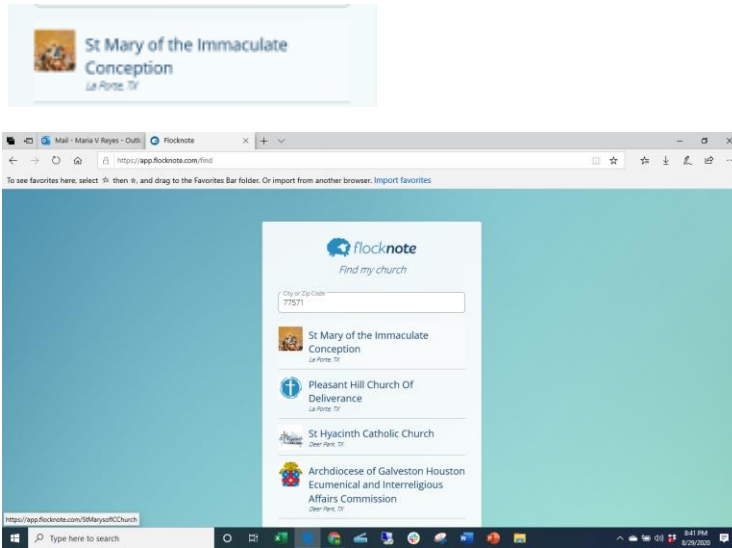 St Mary of the Immaculate
Conception
La Porte, TX
Mail - Maria V Reyes - Outl
Flocknote
https://app.flocknote.com/find
To see favorites here, select ☆ then ☆, and drag to the Favorites Bar folder. Or import from another browser. Import favorites
flocknote
Find my church
City or Zip Code
77571
St Mary of the Immaculate
Conception
La Porte, TX
Pleasant Hill Church Of
Deliverance
La Porte, TX
St Hyacinth Catholic Church
Deer Park, TX
Archdiocese of Galveston Houston
Ecumenical and Interreligious
Affairs Commission
Deer Park, TX
https://app.flocknote.com/StMarysofICChurch
Type here to search
8:41 PM
8/29/2020